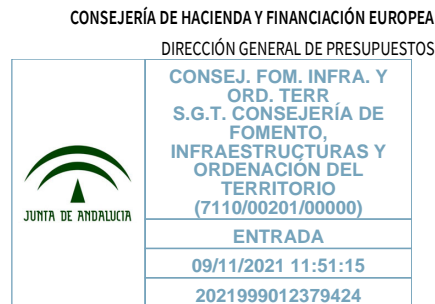 CONSEJERÍA DE HACIENDA Y FINANCIACIÓN EUROPEA
DIRECCIÓN GENERAL DE PRESUPUESTOS
CONSEJ. FOM. INFRA. Y
ORD. TERR
S.G.T. CONSEJERÍA DE
FOMENTO,
INFRAESTRUCTURAS Y
ORDENACIÓN DEL
TERRITORIO
(7110/00201/00000)
JUNTA DE ANDALUCIA
ENTRADA
09/11/2021 11:51:15
2021999012379424